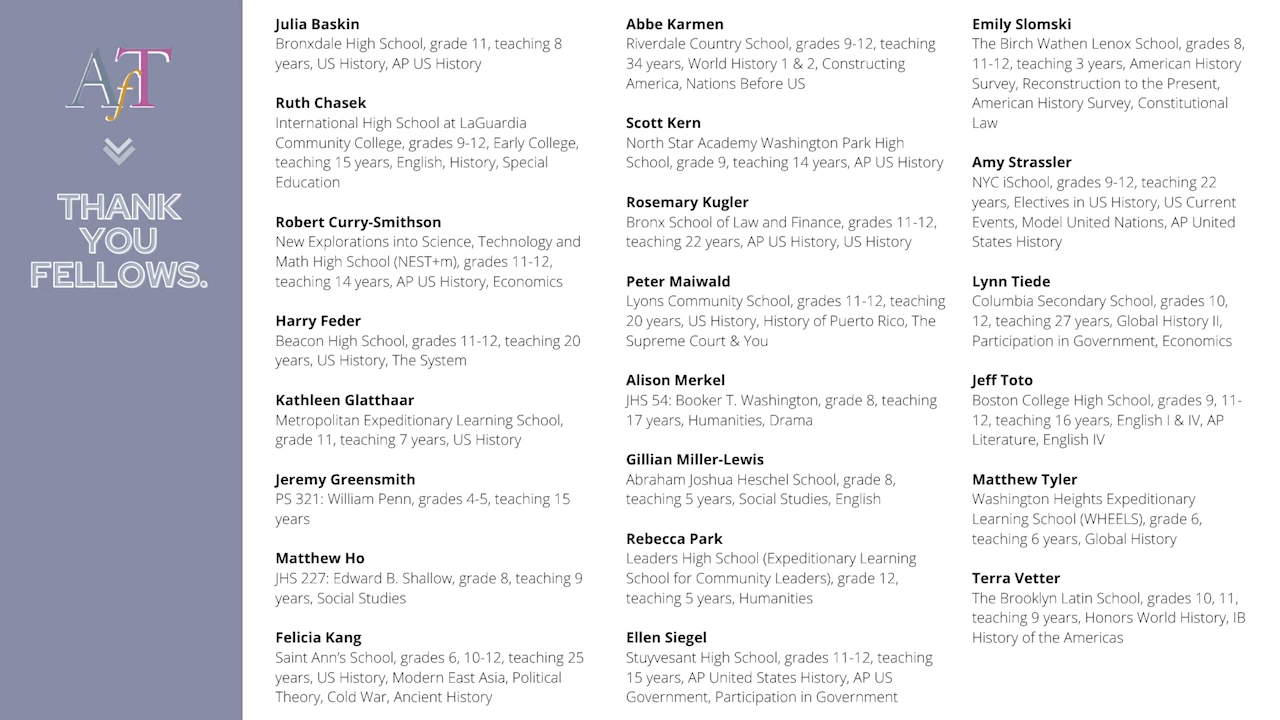 AfT
THANK
YOU
FELLOWS.
Julia Baskin
Bronxdale High School, grade 11, teaching 8
years, US History, AP US History
Ruth Chasek
International High School at LaGuardia
Community College, grades 9-12, Early College,
teaching 15 years, English, History, Special
Education
Robert Curry-Smithson
New Explorations into Science, Technology and
Math High School (NEST+m), grades 11-12,
teaching 14 years, AP US History, Economics
Harry Feder
Beacon High School, grades 11-12, teaching 20
years, US History, The System
Kathleen Glatthaar
Metropolitan Expeditionary Learning School,
grade 11, teaching 7 years, US History
Jeremy Greensmith
PS 321: William Penn, grades 4-5, teaching 15
years
Matthew Ho
JHS 227: Edward B. Shallow, grade 8, teaching 9
years, Social Studies
Felicia Kang
Saint Ann's School, grades 6, 10-12, teaching 25
years, US History, Modern East Asia, Political
Theory, Cold War, Ancient History
Abbe Karmen
Riverdale Country School, grades 9-12, teaching
34 years, World History 1 & 2, Constructing
America, Nations Before US
Scott Kern
North Star Academy Washington Park High
School, grade 9, teaching 14 years, AP US History
Rosemary Kugler
Bronx School of Law and Finance, grades 11-12,
teaching 22 years, AP US History, US History
Peter Maiwald
Lyons Community School, grades 11-12, teaching
20 years, US History, History of Puerto Rico, The
Supreme Court & You
Alison Merkel
JHS 54: Booker T. Washington, grade 8, teaching
17 years, Humanities, Drama
Gillian Miller-Lewis
Abraham Joshua Heschel School, grade 8,
teaching 5 years, Social Studies, English
Rebecca Park
Leaders High School (Expeditionary Learning
School for Community Leaders), grade 12,
teaching 5 years, Humanities
Ellen Siegel
Stuyvesant High School, grades 11-12, teaching
15 years, AP United States History, AP US
Government, Participation in Government
Emily Slomski
The Birch Wathen Lenox School, grades 8,
11-12, teaching 3 years, American History
Survey, Reconstruction to the Present,
American History Survey, Constitutional
Law
Amy Strassler
NYC iSchool, grades 9-12, teaching 22
years, Electives in US History, US Current
Events, Model United Nations, AP United
States History
Lynn Tiede
Columbia Secondary School, grades 10,
12, teaching 27 years, Global History II,
Participation in Government, Economics
Jeff Toto
Boston College High School, grades 9, 11-
12, teaching 16 years, English I & IV, AP
Literature, English IV
Matthew Tyler
Washington Heights Expeditionary
Learning School (WHEELS), grade 6,
teaching 6 years, Global History
Terra Vetter
The Brooklyn Latin School, grades 10, 11,
teaching 9 years, Honors World History, IB
History of the Americas